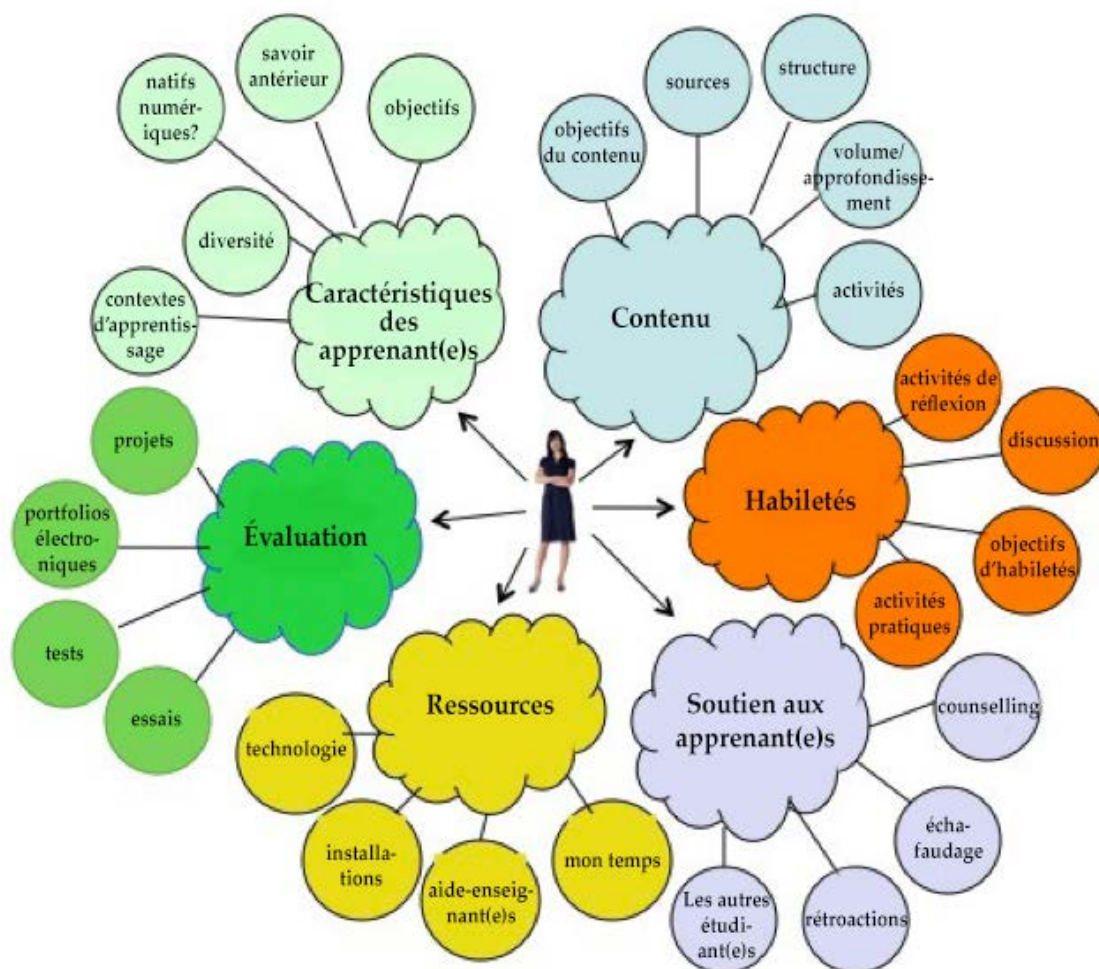 natifs
numér-
iques?
savoir
antérieur
objectifs
diversité
contextes
d'apprentis-
sage
Caractéristiques
des
apprenant(e)s
objectifs
du contenu
sources
structure
volume/
approfondisse-
ment
activités
Contenu
activités de
réflexion
discussion
objectifs
d'habiletés
activités
pratiques
Habiletés
projets
portfolios
électro-
niques
tests
essais
Évaluation
Ressources
technologie
installa-
tions
aide-enseig-
nant(e)s
mon temps
Soutien aux
apprenant(e)s
counselling
écha-
faudage
rétroactions
Les autres
étudi-
ant(e)s